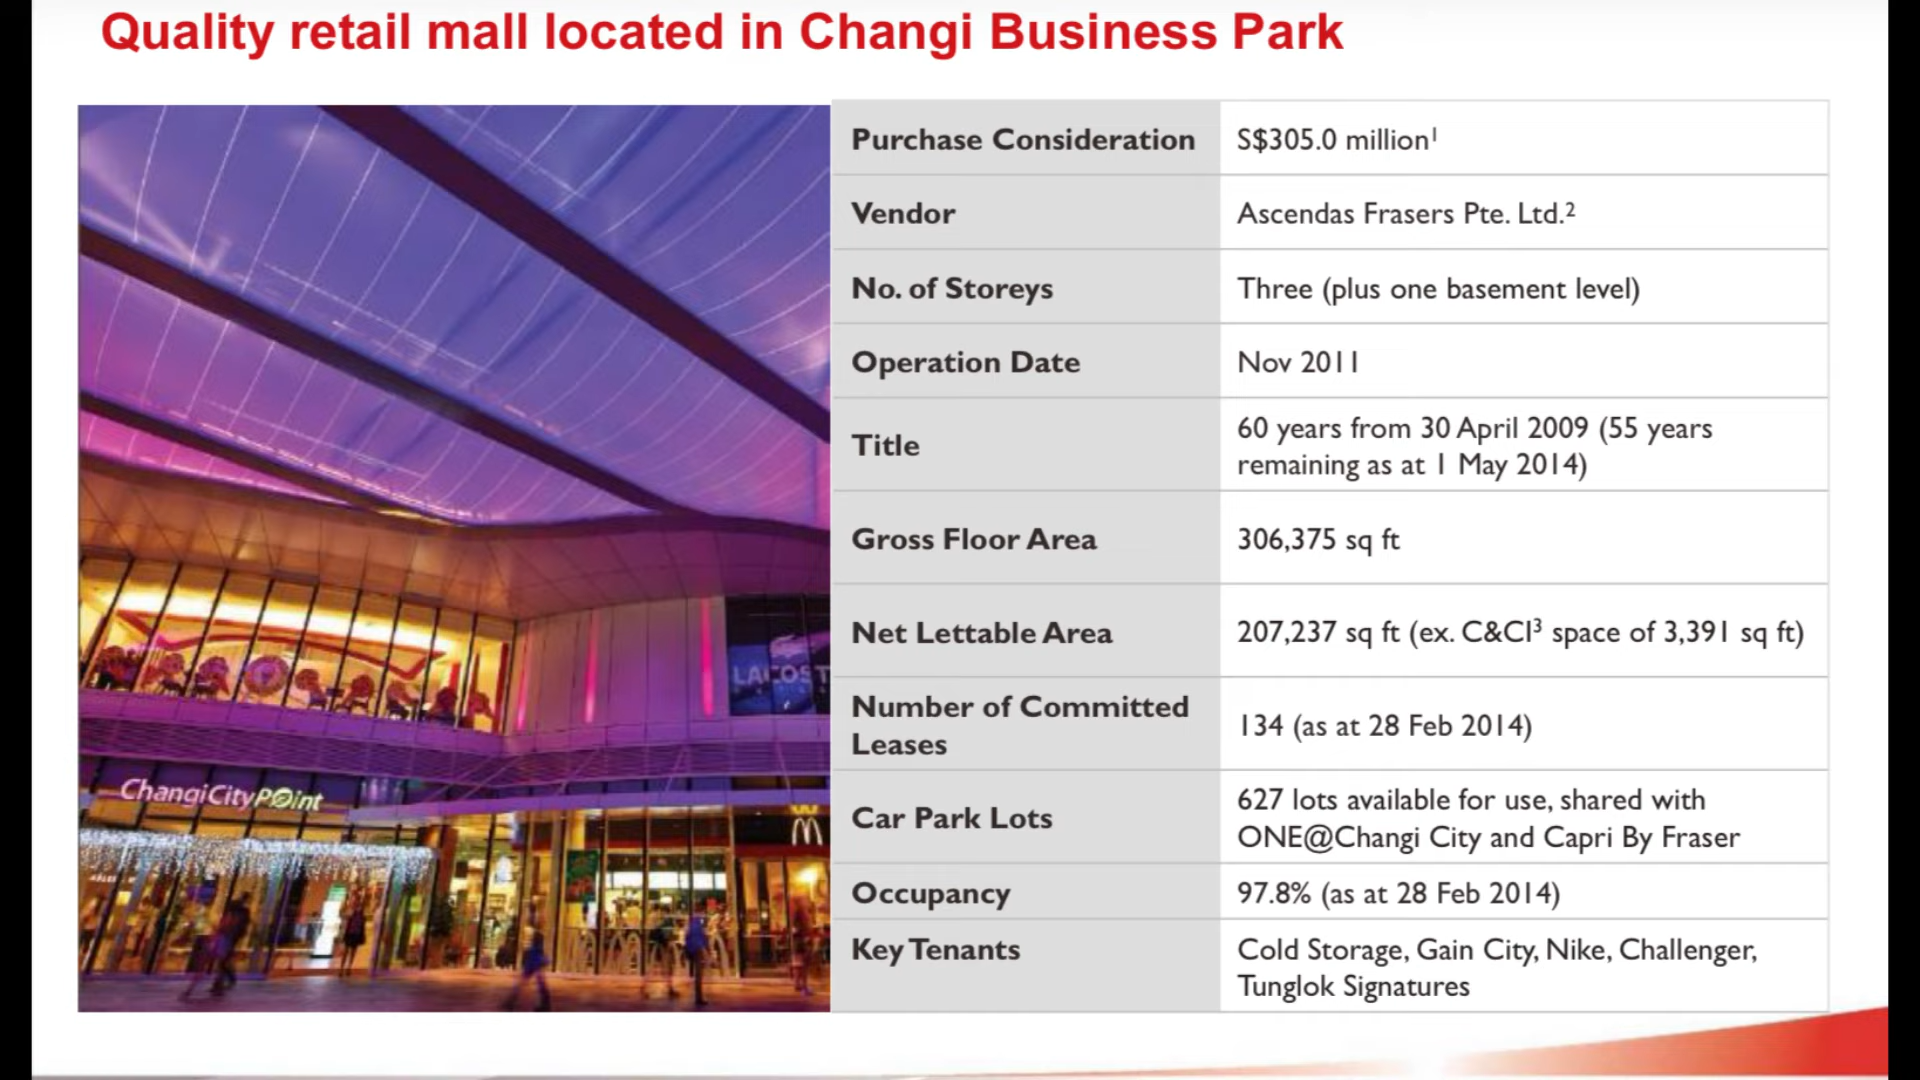 Quality retail mall located in Changi Business Park
Purchase Consideration
S$305.0 million¹
Vendor
Ascendas Frasers Pte. Ltd.²
No. of Storeys
Three (plus one basement level)
Operation Date
Nov 2011
Title
60 years from 30 April 2009 (55 years
remaining as at 1 May 2014)
Gross Floor Area
306,375 sq ft
Net Lettable Area
207,237 sq ft (ex. C&CI³ space of 3,391 sq ft)
Number of Committed
Leases
134 (as at 28 Feb 2014)
Car Park Lots
627 lots available for use, shared with
ONE@Changi City and Capri By Fraser
Occupancy
97.8% (as at 28 Feb 2014)
Key Tenants
Cold Storage, Gain City, Nike, Challenger,
Tunglok Signatures
LACOST
ChangiCityPoint